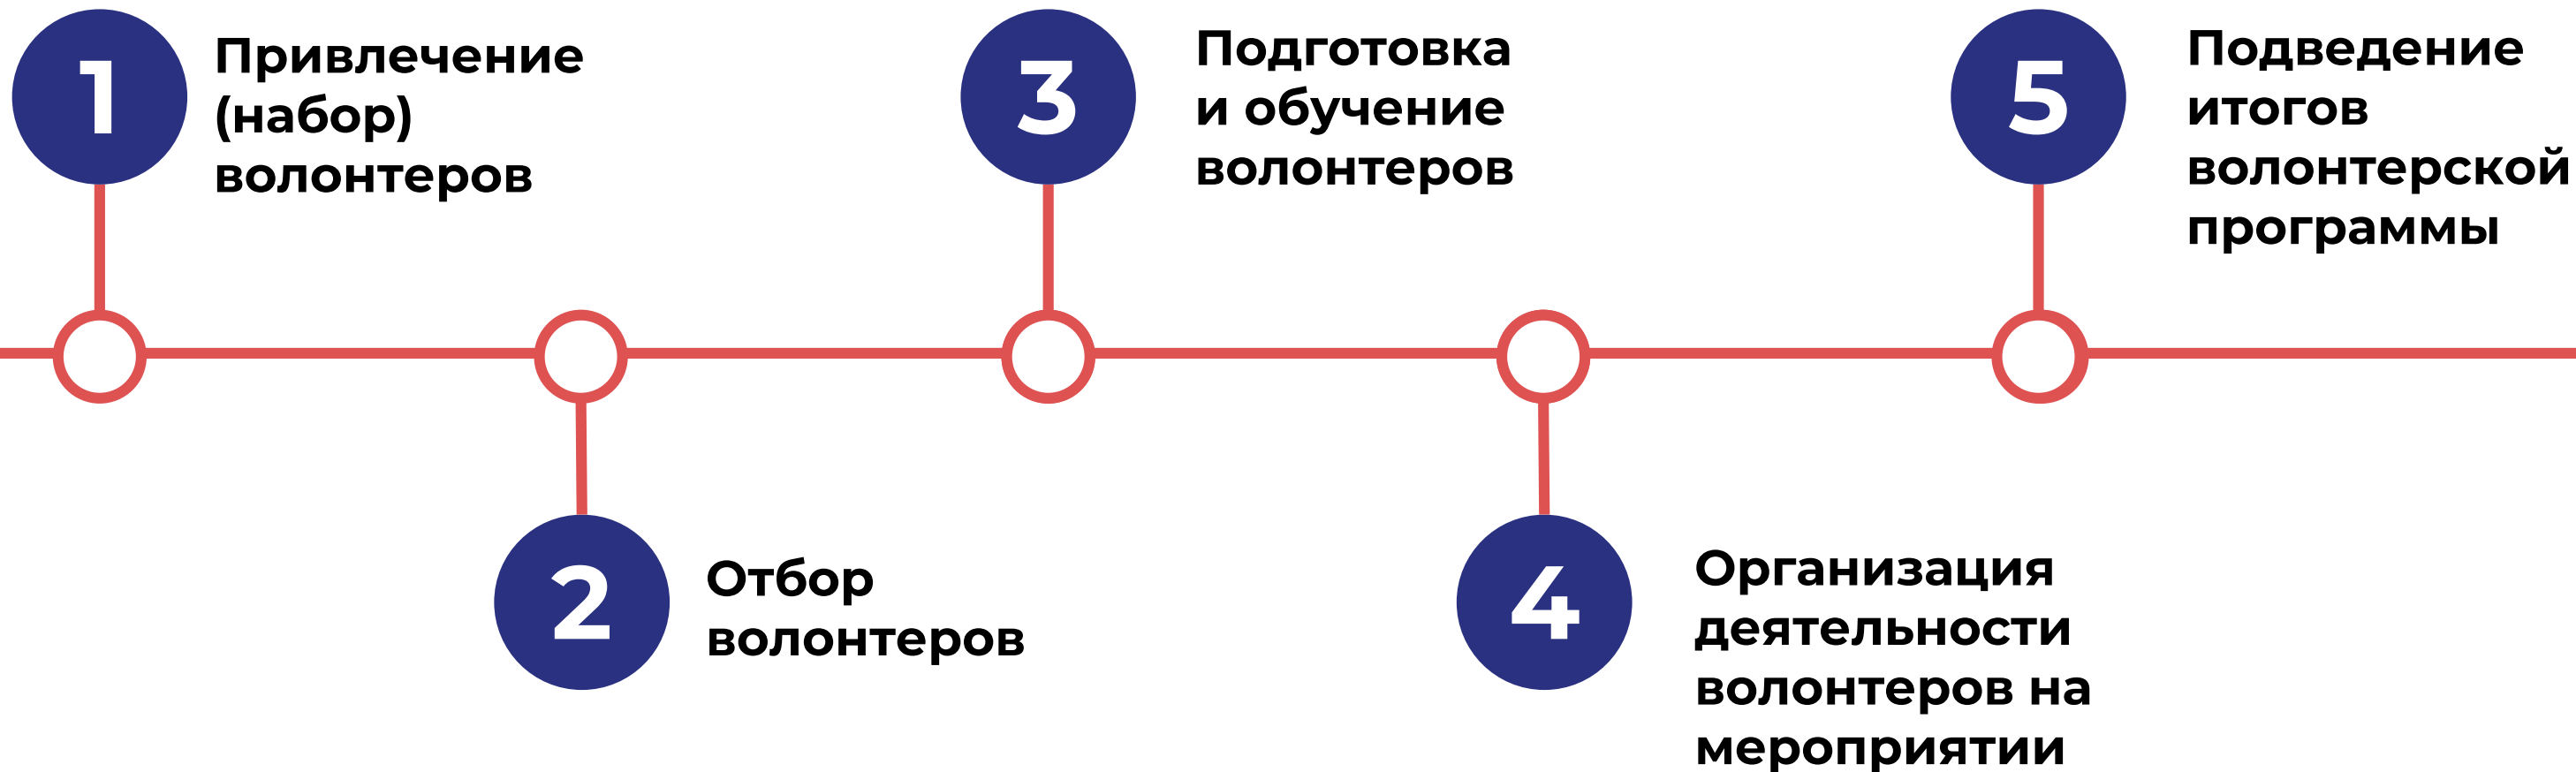 1
Привлечение
(набор)
волонтеров
2
Отбор
волонтеров
3
Подготовка
и обучение
волонтеров
4
Организация
деятельности
волонтеров на
мероприятии
5
Подведение
итогов
волонтерской
программы